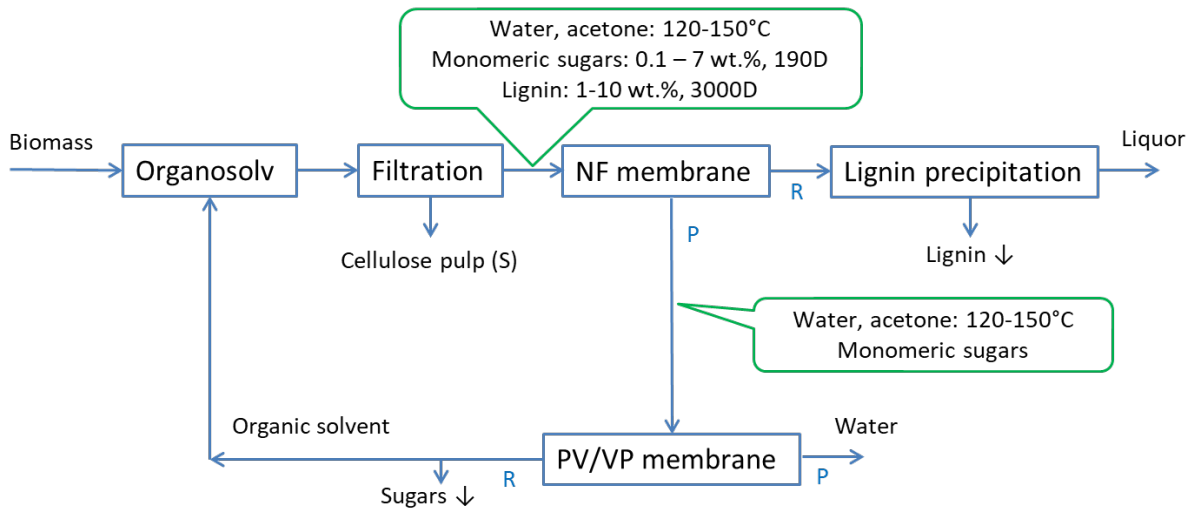 Water, acetone: 120-150°C
Monomeric sugars: 0.1 – 7 wt.%, 190D
Lignin: 1-10 wt.%, 3000D
Biomass
Organosolv
Filtration
NF membrane
R
Lignin precipitation
Liquor
Cellulose pulp (S)
P
Lignin ↓
Water, acetone: 120-150°C
Monomeric sugars
Organic solvent
Sugars ↓
R
PV/VP membrane
P
Water